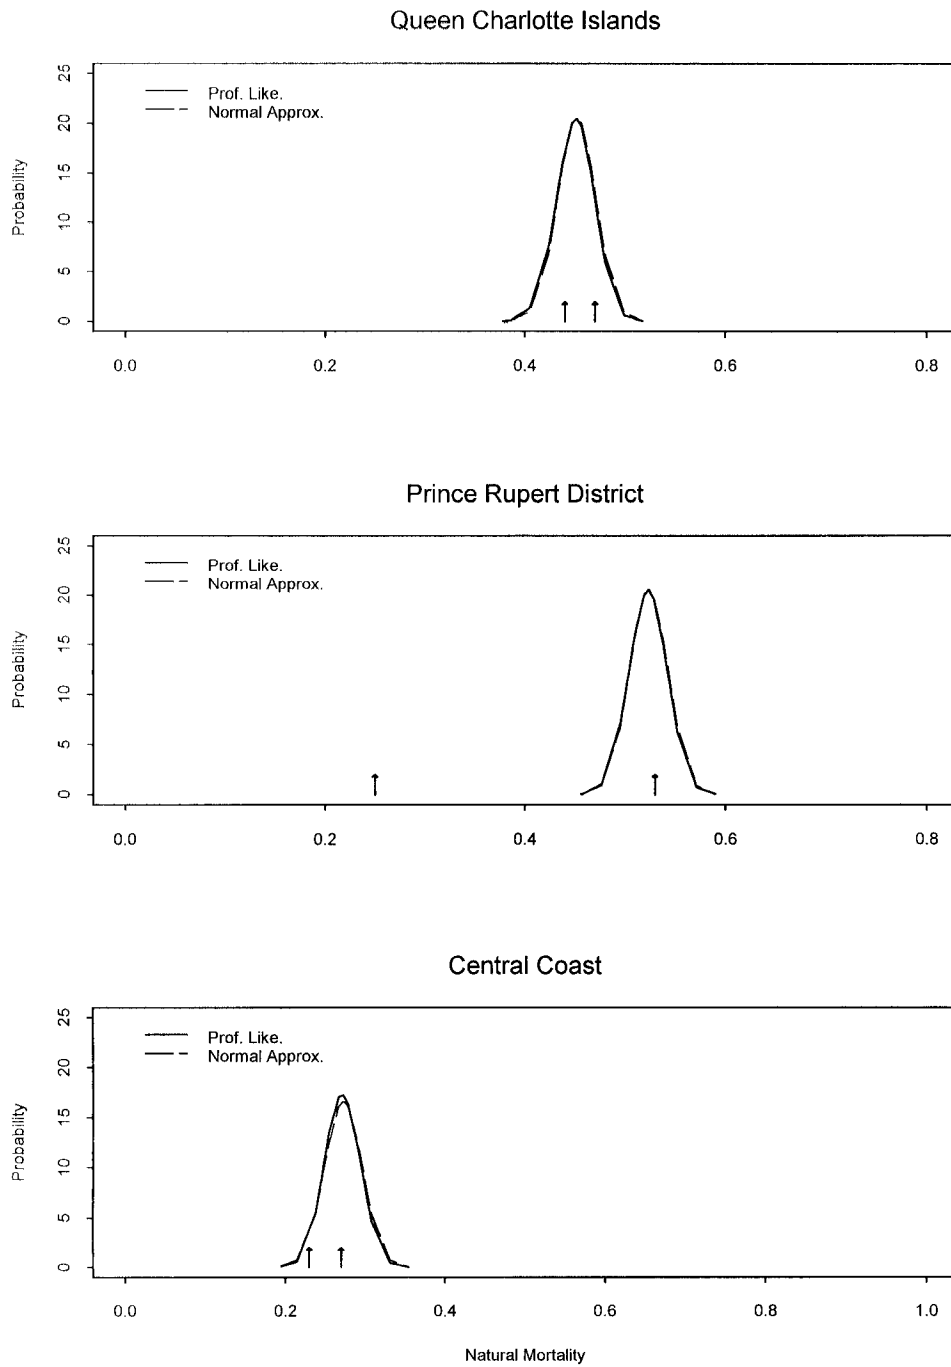 Queen Charlotte Islands
25
20
15
10
5
0
Probability
Prof. Like.
Normal Approx.
0.0 0.2 0.4 0.6 0.8
Prince Rupert District
25
20
15
10
5
0
Probability
Prof. Like.
Normal Approx.
0.0 0.2 0.4 0.6 0.8
Central Coast
25
20
15
10
5
0
Probability
Prof. Like.
Normal Approx.
0.0 0.2 0.4 0.6 0.8 1.0
Natural Mortality